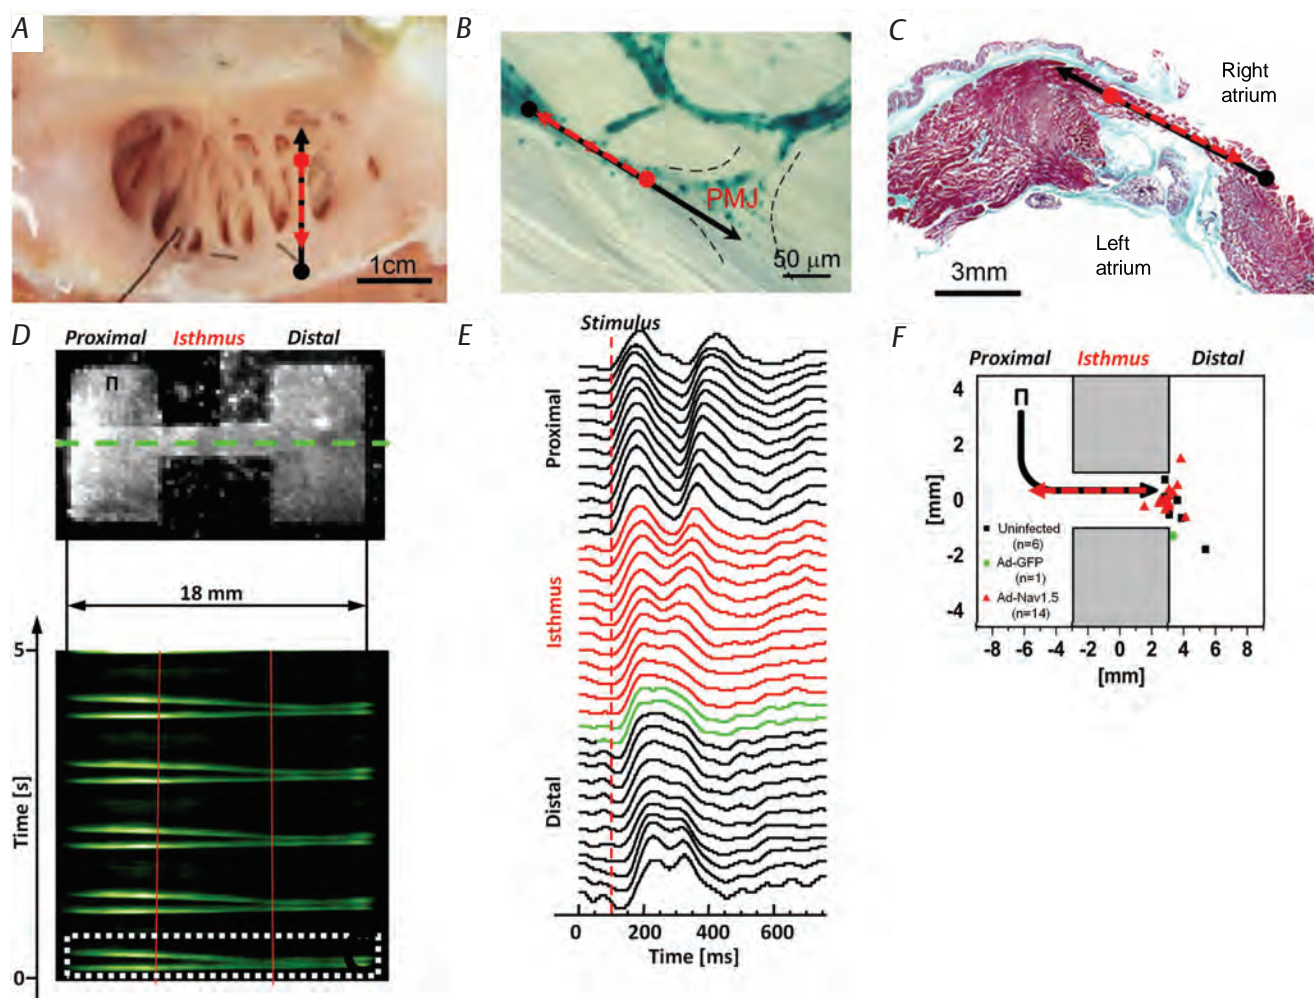 A
1cm
B
PMJ
50 μm
C
Right
atrium
Left
atrium
3mm
D
Proximal Isthmus Distal
18 mm
5
Time [s]
0
E
Stimulus
Proximal
Isthmus
Distal
0 200 400 600
Time [ms]
F
Proximal Isthmus Distal
4
2
0
-2
-4
[mm]
Uninfected
(n=6)
Ad-GFP
(n=1)
Ad-Nav1.5
(n=14)
-8 -6 -4 -2 0 2 4 6 8
[mm]